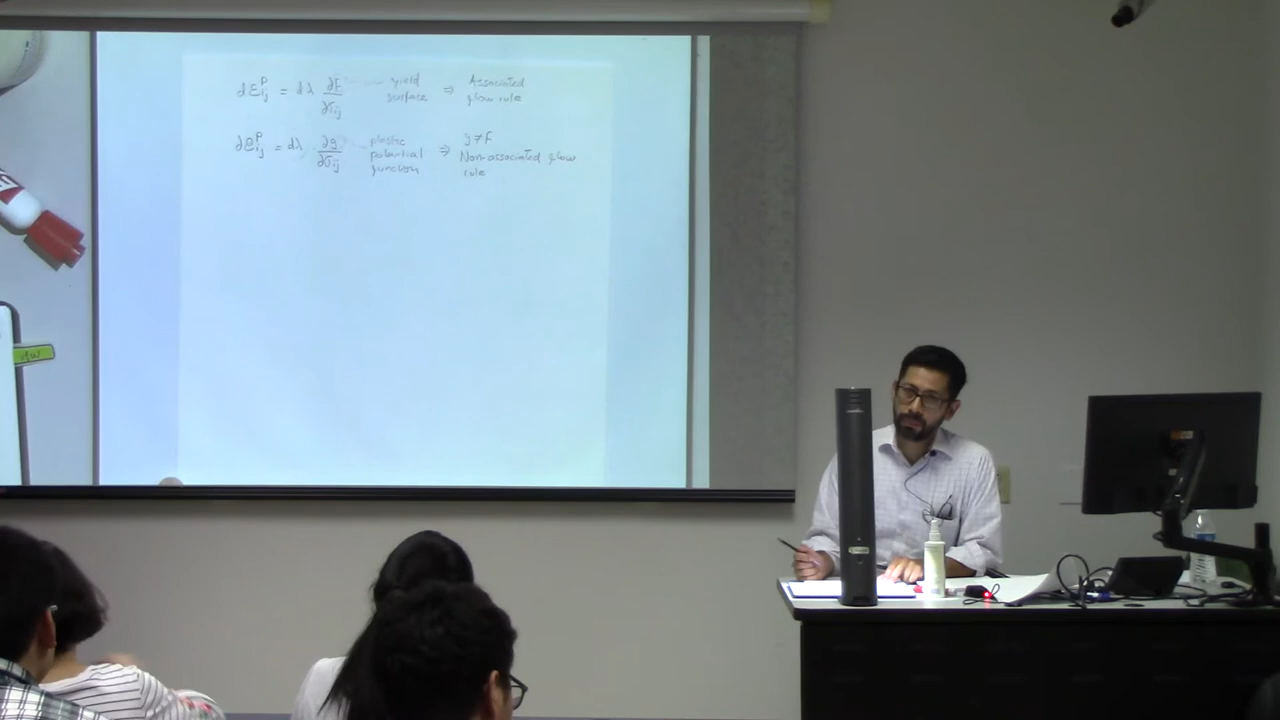 dε^P_ij = dλ ∂F/∂σ_ij yield surface ⇒ Associated flow rule
dε^P_ij = dλ ∂g/∂σ_ij plastic potential function ⇒ g≠F Non-associated flow rule